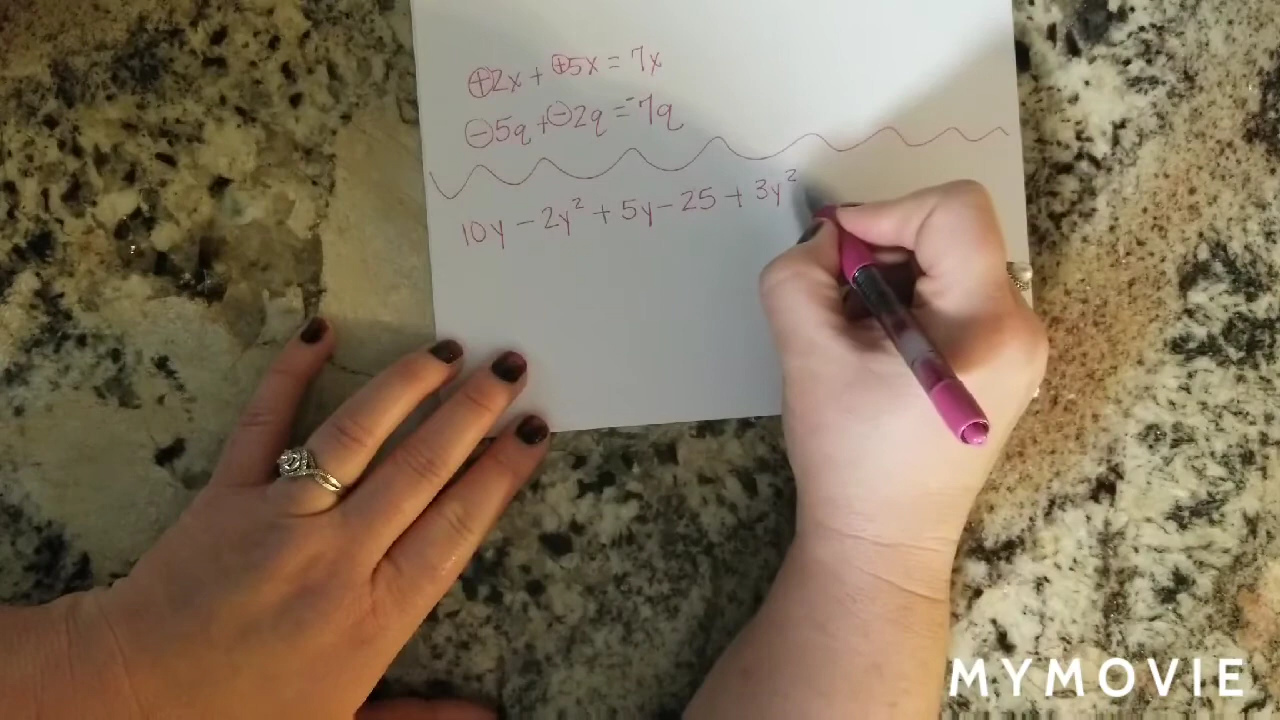 ⊕2x + ⊕5x = 7x
⊖5q + ⊖2q = ⁻7q
10y - 2y² + 5y - 25 + 3y²
MYMOVIE